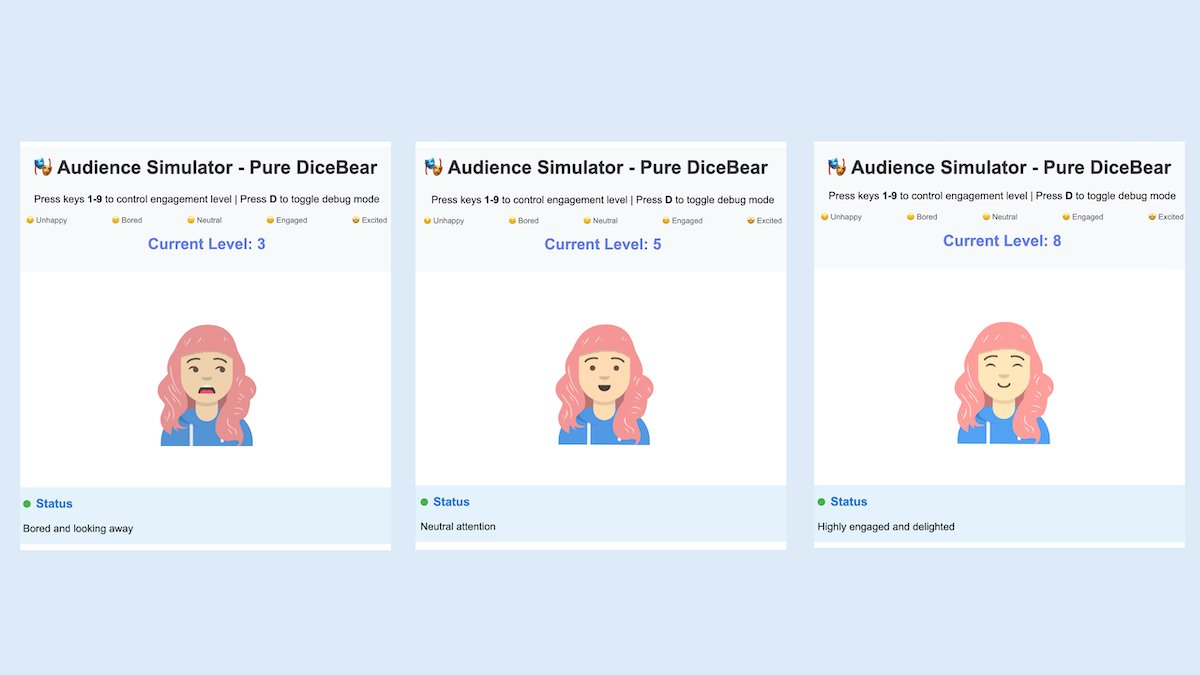 Audience Simulator - Pure DiceBear
Press keys 1-9 to control engagement level | Press D to toggle debug mode
Unhappy Bored Neutral Engaged Excited
Current Level: 3
Status
Bored and looking away
Audience Simulator - Pure DiceBear
Press keys 1-9 to control engagement level | Press D to toggle debug mode
Unhappy Bored Neutral Engaged Excited
Current Level: 5
Status
Neutral attention
Audience Simulator - Pure DiceBear
Press keys 1-9 to control engagement level | Press D to toggle debug mode
Unhappy Bored Neutral Engaged Excited
Current Level: 8
Status
Highly engaged and delighted